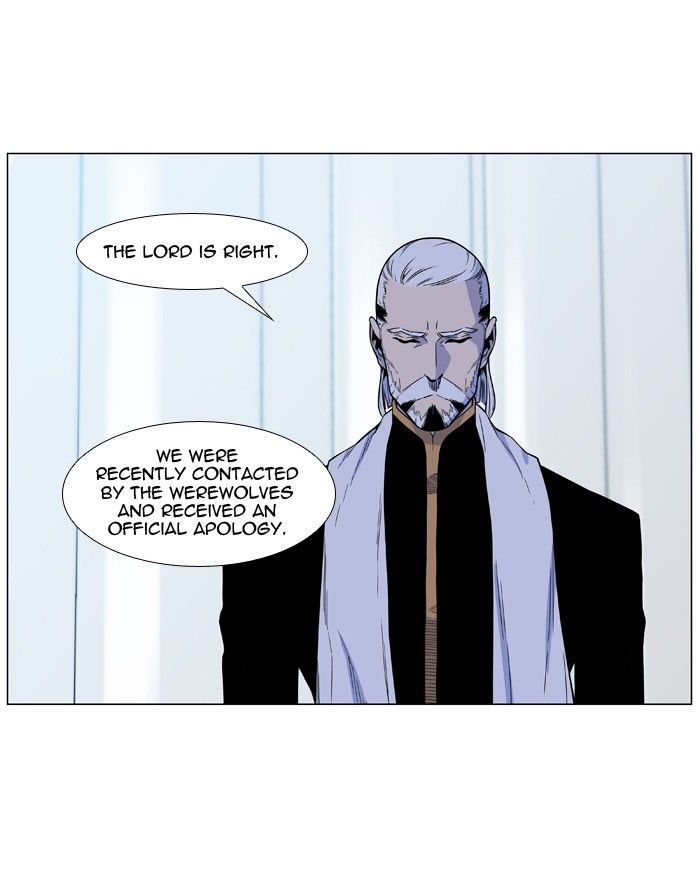 THE LORD IS RIGHT.
WE WERE
RECENTLY CONTACTED
BY THE WEREWOLVES
AND RECEIVED AN
OFFICIAL APOLOGY.